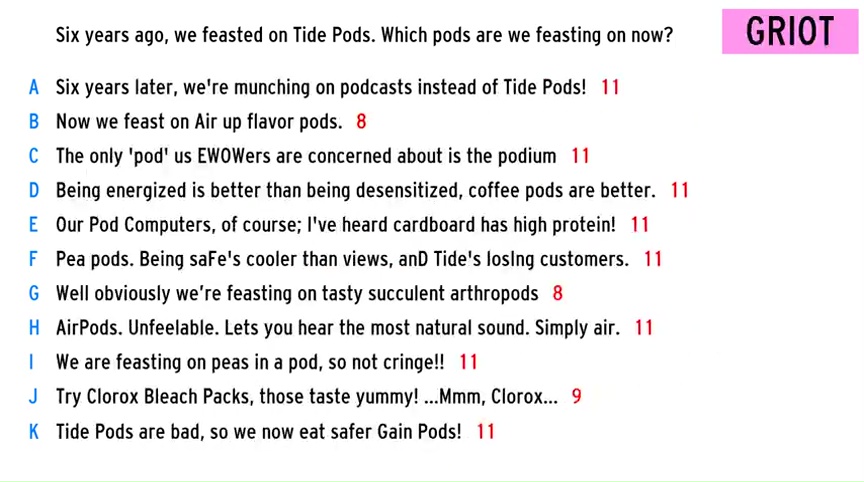 Six years ago, we feasted on Tide Pods. Which pods are we feasting on now?
GRIOT
A Six years later, we're munching on podcasts instead of Tide Pods! 11
B Now we feast on Air up flavor pods. 8
C The only 'pod' us EWOWers are concerned about is the podium 11
D Being energized is better than being desensitized, coffee pods are better. 11
E Our Pod Computers, of course; I've heard cardboard has high protein! 11
F Pea pods. Being saFe's cooler than views, anD Tide's losIng customers. 11
G Well obviously we’re feasting on tasty succulent arthropods 8
H AirPods. Unfeelable. Lets you hear the most natural sound. Simply air. 11
I We are feasting on peas in a pod, so not cringe!! 11
J Try Clorox Bleach Packs, those taste yummy! ...Mmm, Clorox... 9
K Tide Pods are bad, so we now eat safer Gain Pods! 11